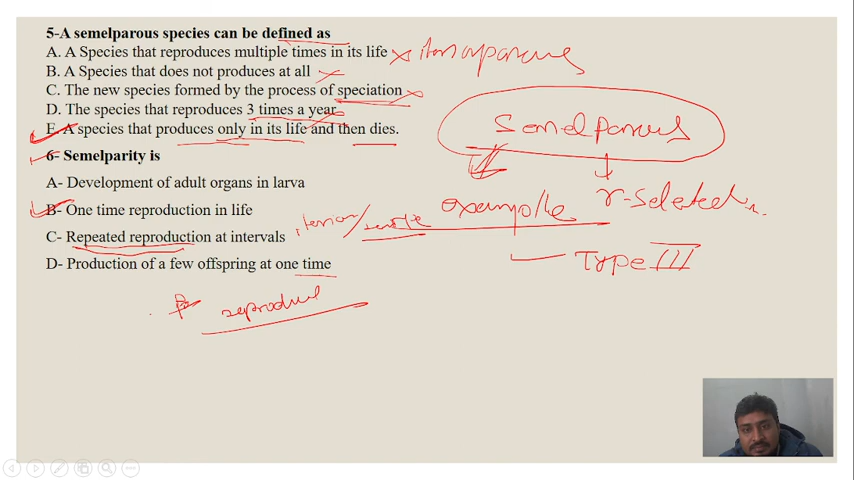 5-A semelparous species can be defined as
A. A Species that reproduces multiple times in its life
B. A Species that does not produces at all
C. The new species formed by the process of speciation
D. The species that reproduces 3 times a year
E. A species that produces only in its life and then dies.
semelparous
6- Semelparity is
A- Development of adult organs in larva
r-selected
B- One time reproduction in life
example
C- Repeated reproduction at intervals
Type III
D- Production of a few offspring at one time